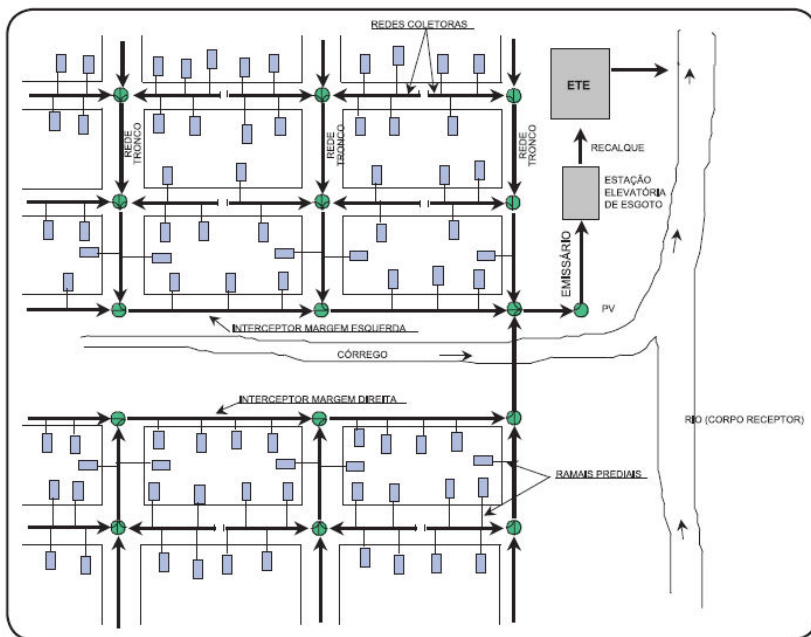 REDES COLETORAS
ETE
RECALQUE
REDE
TRONCO
REDE
TRONCO
REDE
TRONCO
ESTAÇÃO
ELEVATÓRIA
DE ESGOTO
EMISSÁRIO
PV
INTERCEPTOR MARGEM ESQUERDA
CÓRREGO
INTERCEPTOR MARGEM DIREITA
RIO (CORPO RECEPTOR)
RAMAIS PREDIAIS